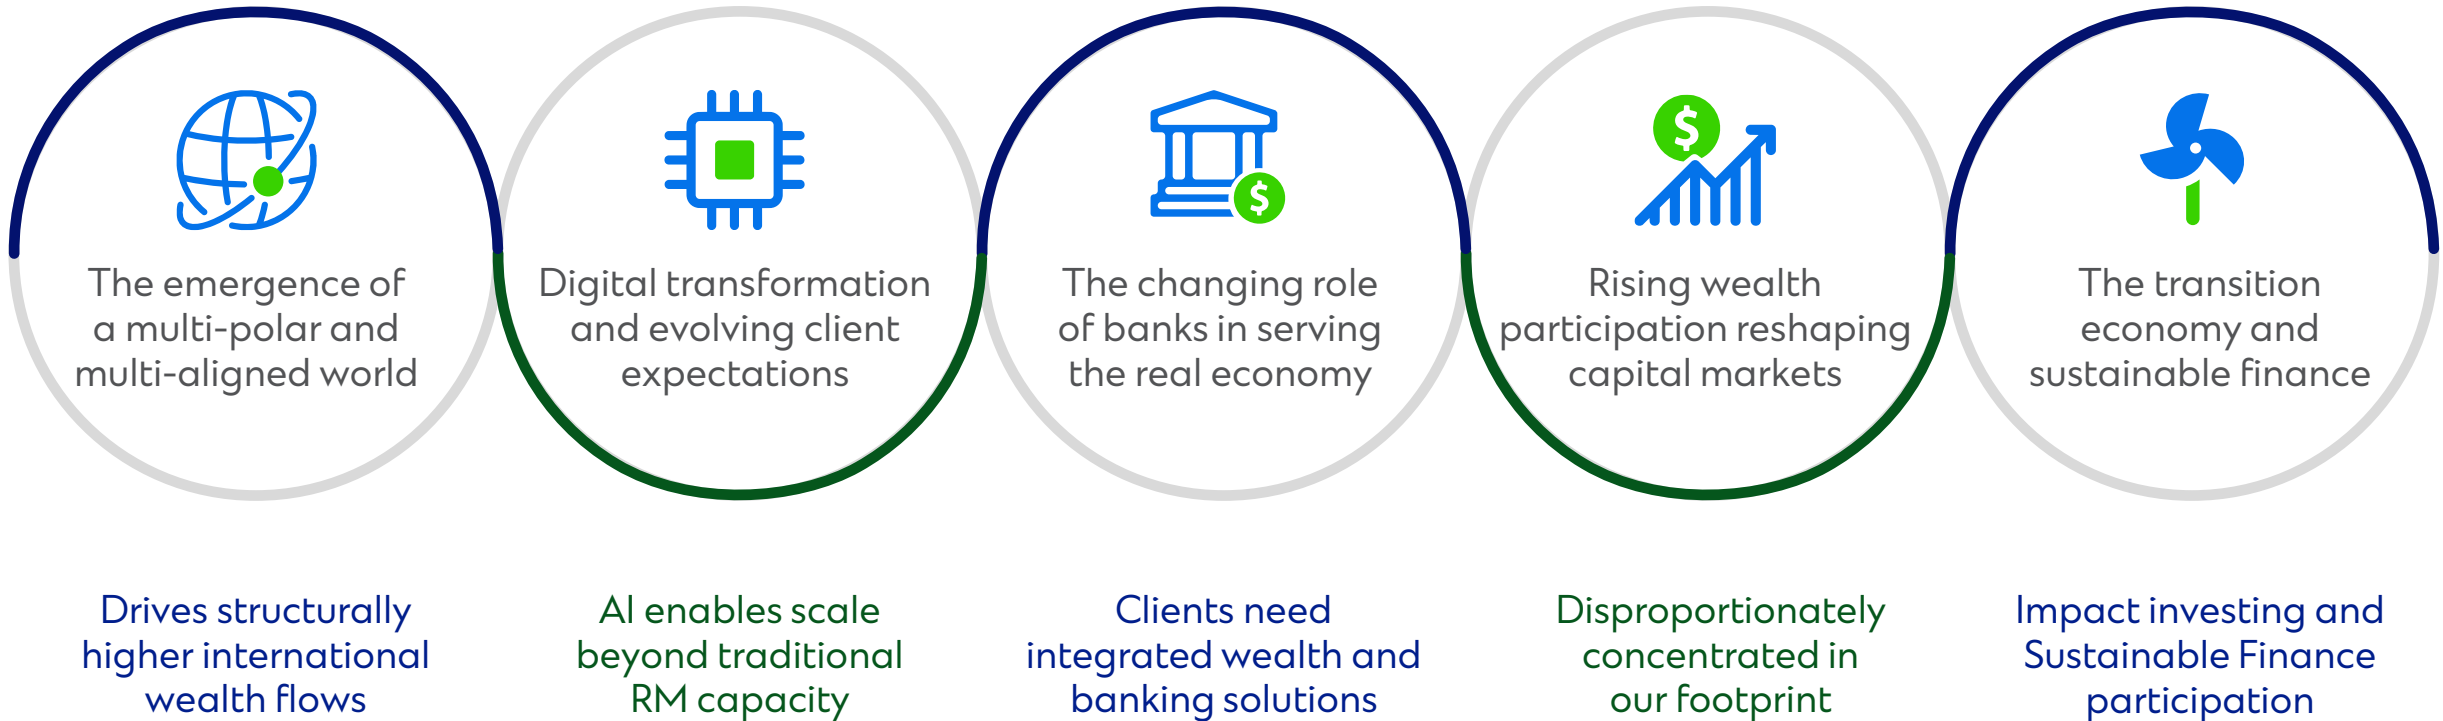 The emergence of
a multi-polar and
multi-aligned world
Digital transformation
and evolving client
expectations
The changing role
of banks in serving
the real economy
$
Rising wealth
participation reshaping
capital markets
$
The transition
economy and
sustainable finance
Drives structurally
higher international
wealth flows
AI enables scale
beyond traditional
RM capacity
Clients need
integrated wealth and
banking solutions
Disproportionately
concentrated in
our footprint
Impact investing and
Sustainable Finance
participation